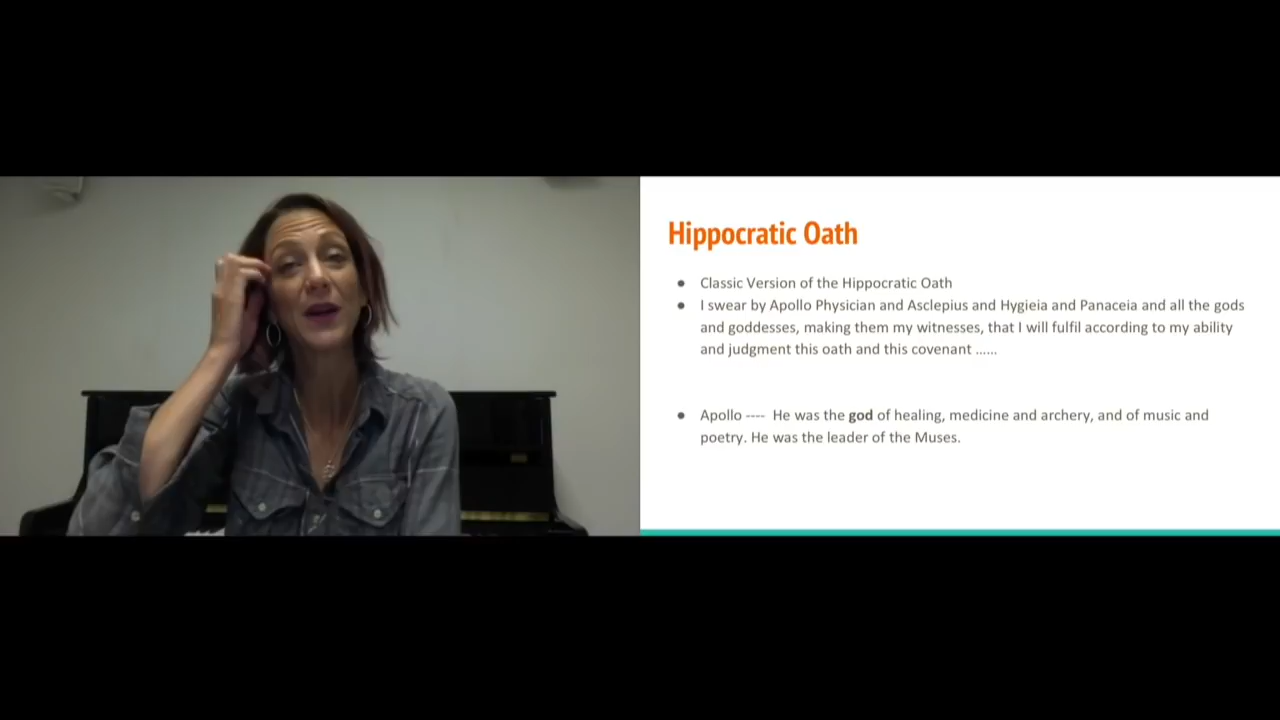 Hippocratic Oath
● Classic Version of the Hippocratic Oath
● I swear by Apollo Physician and Asclepius and Hygieia and Panaceia and all the gods
and goddesses, making them my witnesses, that I will fulfil according to my ability
and judgment this oath and this covenant ......
● Apollo ---- He was the god of healing, medicine and archery, and of music and
poetry. He was the leader of the Muses.